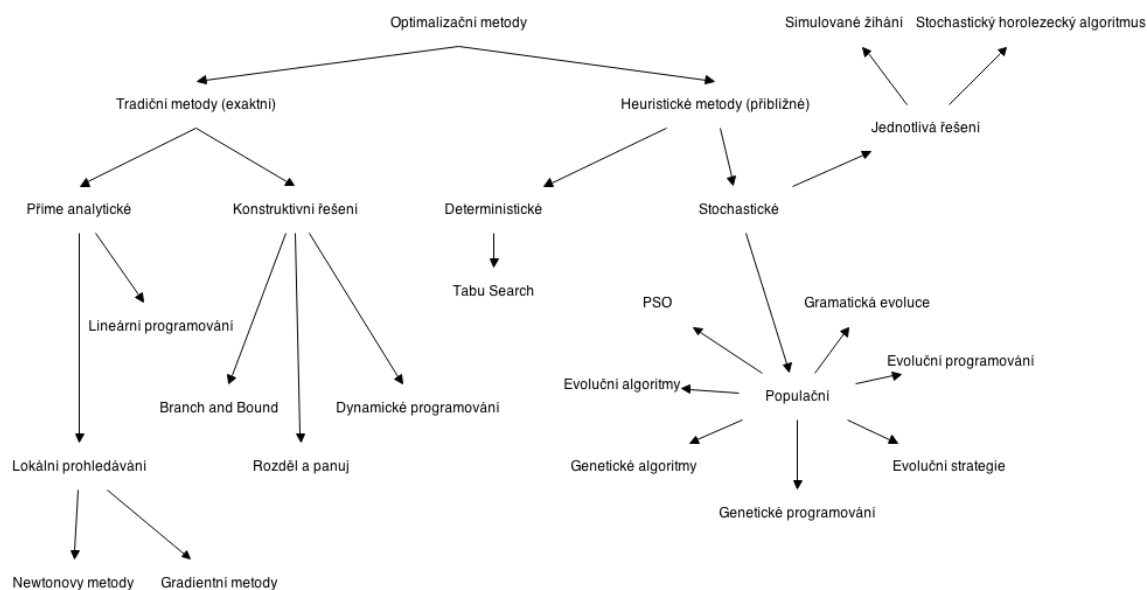 Optimalizační metody
Simulované žíhání
Stochastický horolezecký algoritmus
Tradiční metody (exaktní)
Heuristické metody (přibližné)
Jednotlivá řešení
Příme analytické
Konstruktivní řešení
Deterministické
Stochastické
Tabu Search
PSO
Gramatická evoluce
Lineární programování
Evoluční programování
Evoluční algoritmy
Populační
Branch and Bound
Dynamické programování
Lokální prohledávání
Rozděl a panuj
Genetické algoritmy
Evoluční strategie
Genetické programování
Newtonovy metody
Gradientní metody